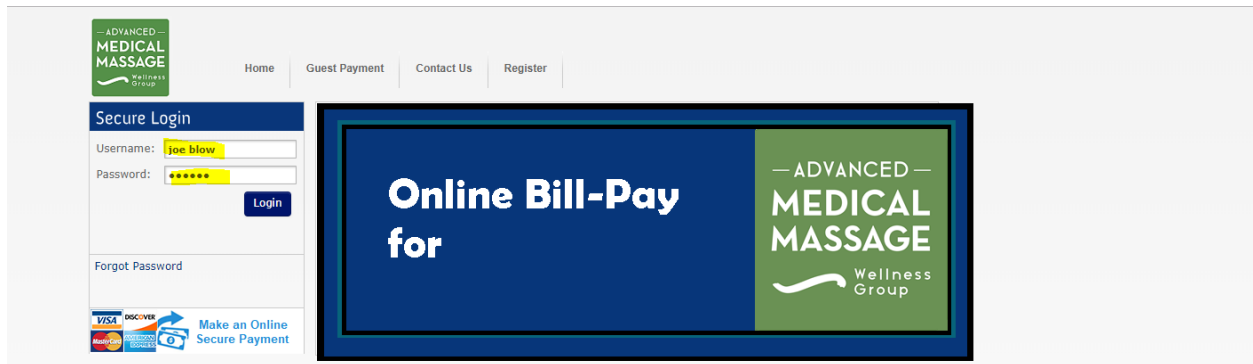 — ADVANCED —
MEDICAL
MASSAGE
Wellness
Group
Home
Guest Payment
Contact Us
Register
Secure Login
Username: joe blow
Password: ••••••
Login
Forgot Password
VISA DISCOVER
MasterCard AMERICAN EXPRESS
Make an Online
Secure Payment
Online Bill-Pay
for
— ADVANCED —
MEDICAL
MASSAGE
Wellness
Group